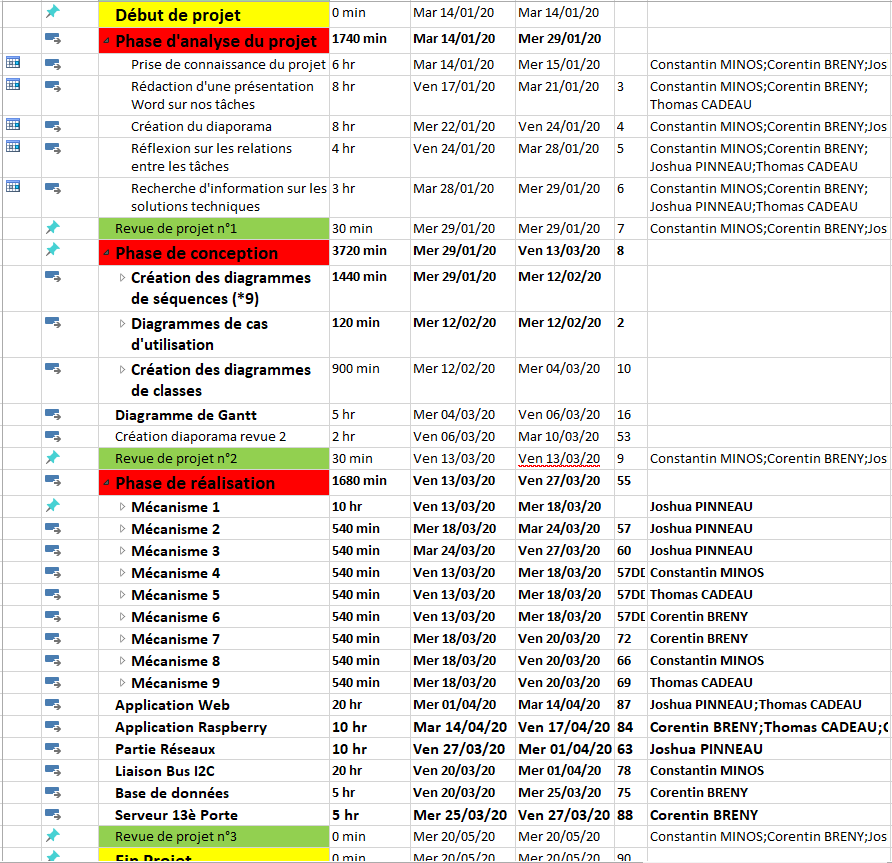 Début de projet 0 min Mar 14/01/20 Mar 14/01/20
Phase d'analyse du projet 1740 min Mar 14/01/20 Mer 29/01/20
Prise de connaissance du projet 6 hr Mar 14/01/20 Mer 15/01/20 Constantin MINOS;Corentin BRENY;Jos
Rédaction d'une présentation 8 hr Ven 17/01/20 Mar 21/01/20 3 Constantin MINOS;Corentin BRENY;
Word sur nos tâches Thomas CADEAU
Création du diaporama 8 hr Mer 22/01/20 Ven 24/01/20 4 Constantin MINOS;Corentin BRENY;Jos
Réflexion sur les relations 4 hr Ven 24/01/20 Mar 28/01/20 5 Constantin MINOS;Corentin BRENY;
entre les tâches Joshua PINNEAU;Thomas CADEAU
Recherche d'information sur les 3 hr Mar 28/01/20 Mer 29/01/20 6 Constantin MINOS;Corentin BRENY;
solutions techniques Joshua PINNEAU;Thomas CADEAU
Revue de projet n°1 30 min Mer 29/01/20 Mer 29/01/20 7 Constantin MINOS;Corentin BRENY;Jos
Phase de conception 3720 min Mer 29/01/20 Ven 13/03/20 8
Création des diagrammes 1440 min Mer 29/01/20 Mer 12/02/20
de séquences (*9)
Diagrammes de cas 120 min Mer 12/02/20 Mer 12/02/20 2
d'utilisation
Création des diagrammes 900 min Mer 12/02/20 Mer 04/03/20 10
de classes
Diagramme de Gantt 5 hr Mer 04/03/20 Ven 06/03/20 16
Création diaporama revue 2 2 hr Ven 06/03/20 Mar 10/03/20 53
Revue de projet n°2 30 min Ven 13/03/20 Ven 13/03/20 9 Constantin MINOS;Corentin BRENY;Jos
Phase de réalisation 1680 min Ven 13/03/20 Ven 27/03/20 55
Mécanisme 1 10 hr Ven 13/03/20 Mer 18/03/20 Joshua PINNEAU
Mécanisme 2 540 min Mer 18/03/20 Mar 24/03/20 57 Joshua PINNEAU
Mécanisme 3 540 min Mar 24/03/20 Ven 27/03/20 60 Joshua PINNEAU
Mécanisme 4 540 min Ven 13/03/20 Mer 18/03/20 57DD Constantin MINOS
Mécanisme 5 540 min Ven 13/03/20 Mer 18/03/20 57DD Thomas CADEAU
Mécanisme 6 540 min Ven 13/03/20 Mer 18/03/20 57DD Corentin BRENY
Mécanisme 7 540 min Mer 18/03/20 Ven 20/03/20 72 Corentin BRENY
Mécanisme 8 540 min Mer 18/03/20 Ven 20/03/20 66 Constantin MINOS
Mécanisme 9 540 min Mer 18/03/20 Ven 20/03/20 69 Thomas CADEAU
Application Web 20 hr Mer 01/04/20 Mar 14/04/20 87 Joshua PINNEAU;Thomas CADEAU
Application Raspberry 10 hr Mar 14/04/20 Ven 17/04/20 84 Corentin BRENY;Thomas CADEAU;C
Partie Réseaux 10 hr Ven 27/03/20 Mer 01/04/20 63 Joshua PINNEAU
Liaison Bus I2C 20 hr Ven 20/03/20 Mer 01/04/20 78 Constantin MINOS
Base de données 5 hr Ven 20/03/20 Mer 25/03/20 75 Corentin BRENY
Serveur 13è Porte 5 hr Mer 25/03/20 Ven 27/03/20 88 Corentin BRENY
Revue de projet n°3 0 min Mer 20/05/20 Mer 20/05/20 Constantin MINOS;Corentin BRENY;Jos
Fin Projet 0 min Mer 20/05/20 Mer 20/05/20 90